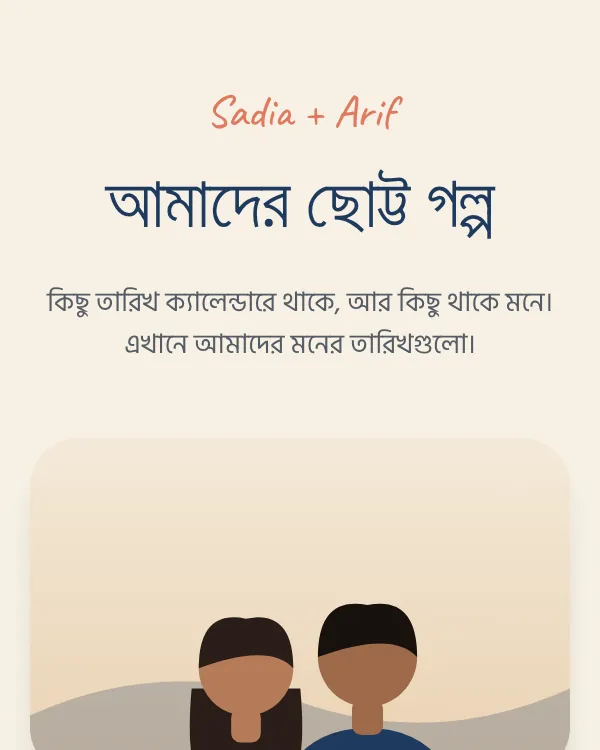 Sadia + Arif
আমাদের ছোট্ট গল্প
কিছু তারিখ ক্যালেন্ডারে থাকে, আর কিছু থাকে মনে।
এখানে আমাদের মনের তারিখগুলো।